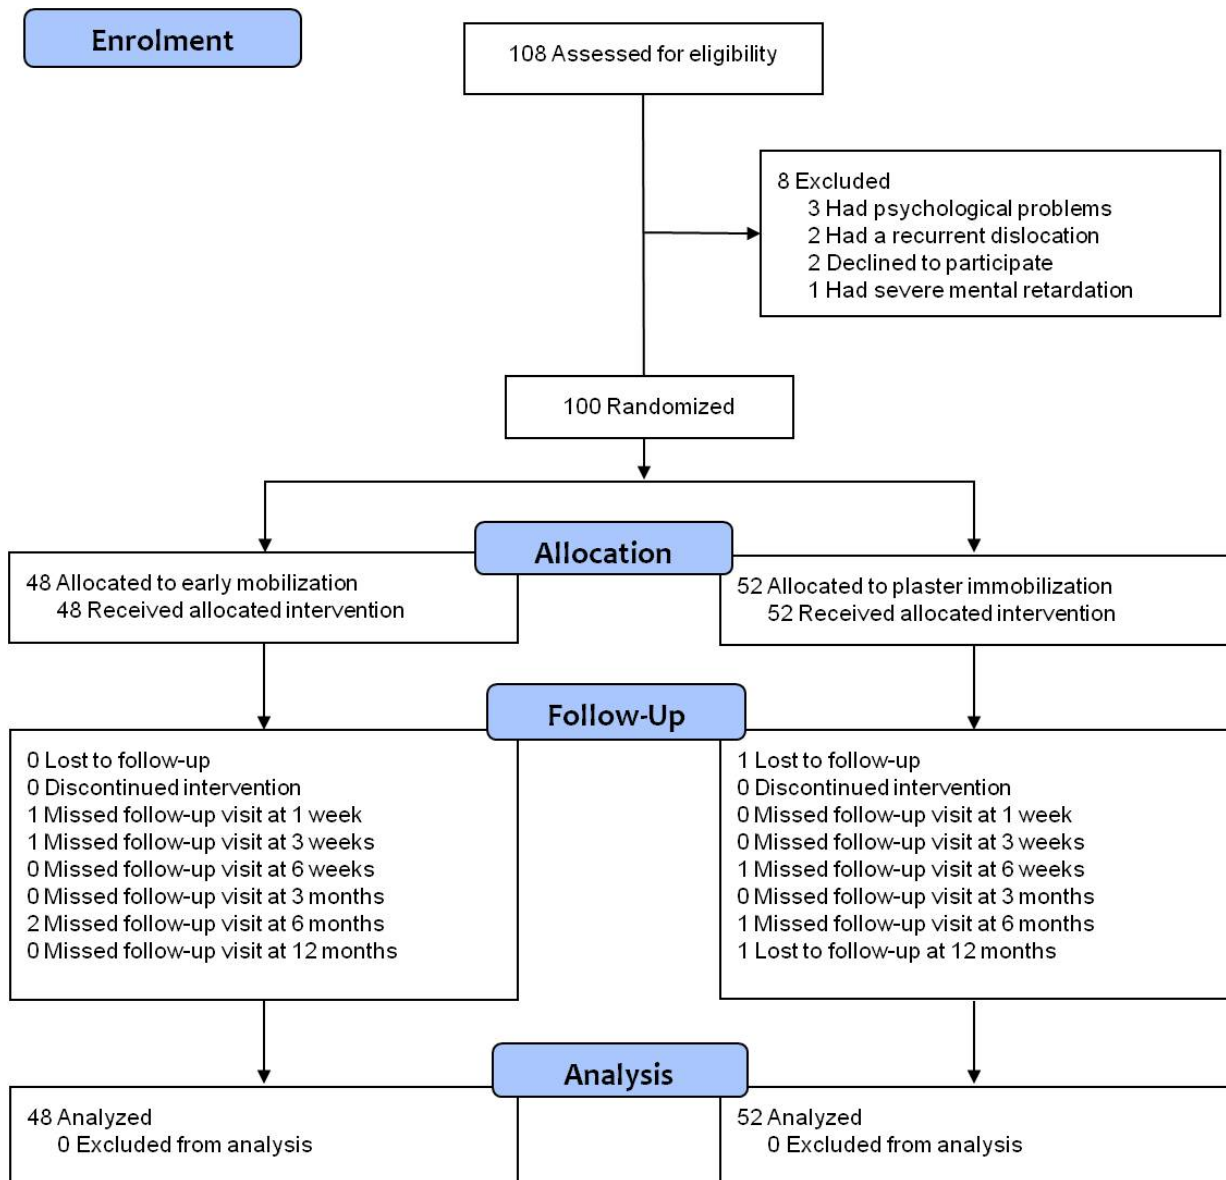 Enrolment
108 Assessed for eligibility
8 Excluded
3 Had psychological problems
2 Had a recurrent dislocation
2 Declined to participate
1 Had severe mental retardation
100 Randomized
Allocation
48 Allocated to early mobilization
48 Received allocated intervention
52 Allocated to plaster immobilization
52 Received allocated intervention
Follow-Up
0 Lost to follow-up
0 Discontinued intervention
1 Missed follow-up visit at 1 week
1 Missed follow-up visit at 3 weeks
0 Missed follow-up visit at 6 weeks
0 Missed follow-up visit at 3 months
2 Missed follow-up visit at 6 months
0 Missed follow-up visit at 12 months
1 Lost to follow-up
0 Discontinued intervention
0 Missed follow-up visit at 1 week
0 Missed follow-up visit at 3 weeks
1 Missed follow-up visit at 6 weeks
0 Missed follow-up visit at 3 months
1 Missed follow-up visit at 6 months
1 Lost to follow-up at 12 months
Analysis
48 Analyzed
0 Excluded from analysis
52 Analyzed
0 Excluded from analysis